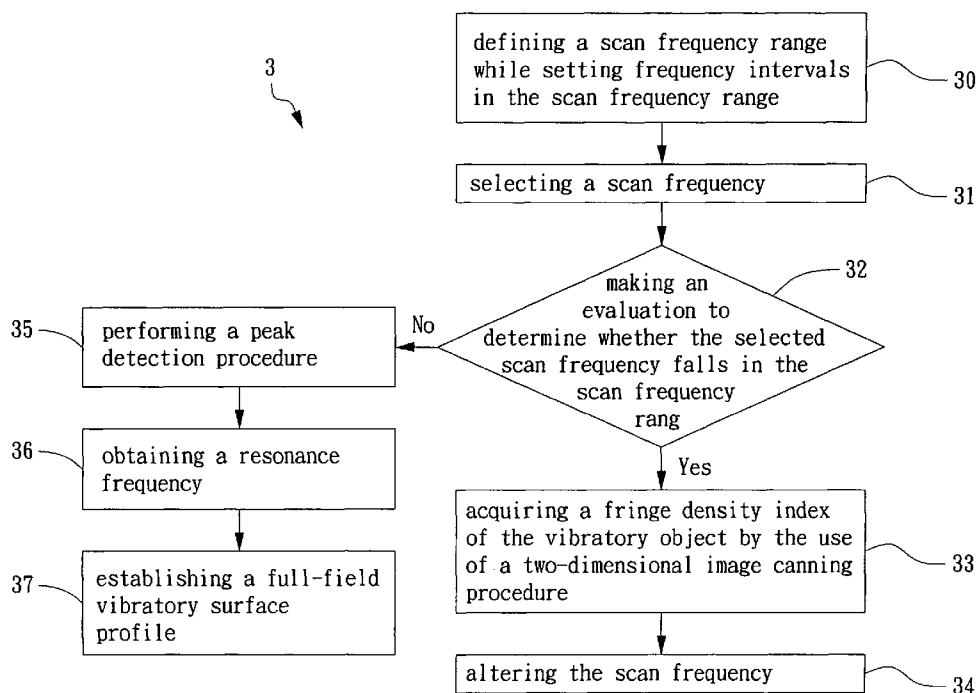 3
defining a scan frequency range
while setting frequency intervals
in the scan frequency range
30
selecting a scan frequency
31
32
making an
evaluation to
determine whether the selected
scan frequency falls in the
scan frequency
rang
No
Yes
35
performing a peak
detection procedure
36
obtaining a resonance
frequency
37
establishing a full-field
vibratory surface
profile
acquiring a fringe density index
of the vibratory object by the use
of a two-dimensional image canning
procedure
33
altering the scan frequency
34